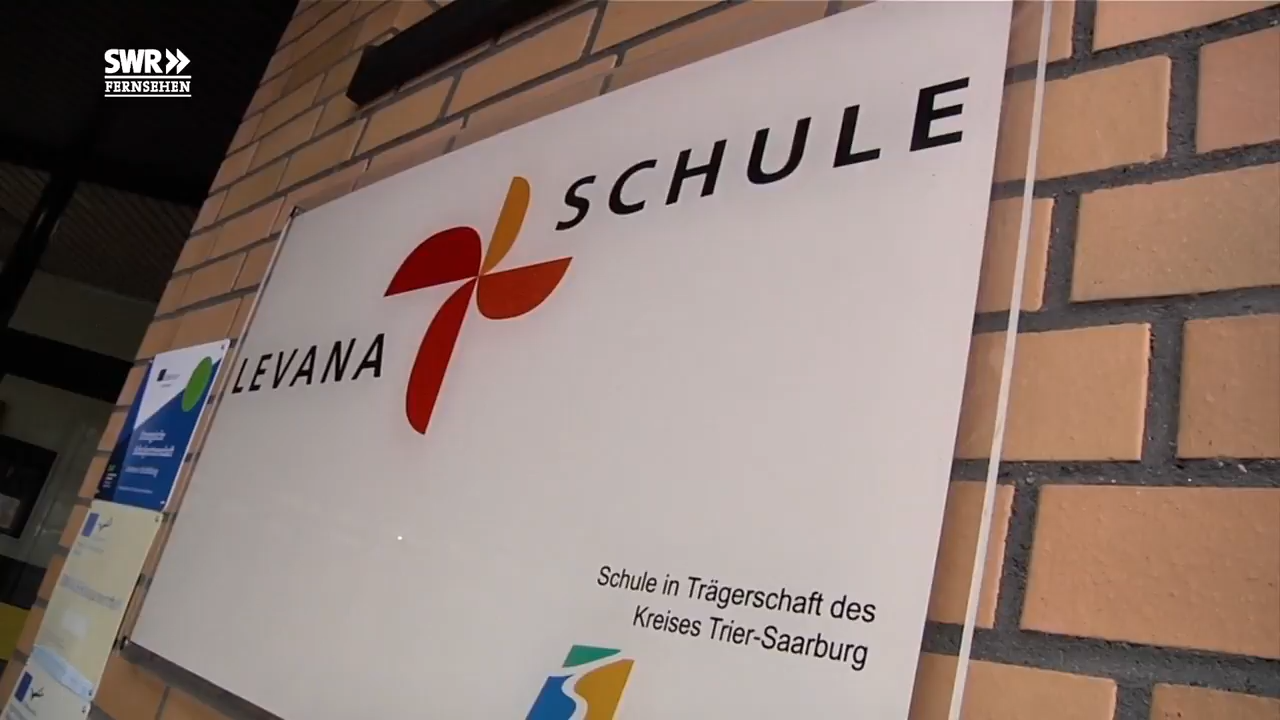 SWR
FERNSEHEN
LEVANA SCHULE
Schule in Trägerschaft des
Kreises Trier-Saarburg